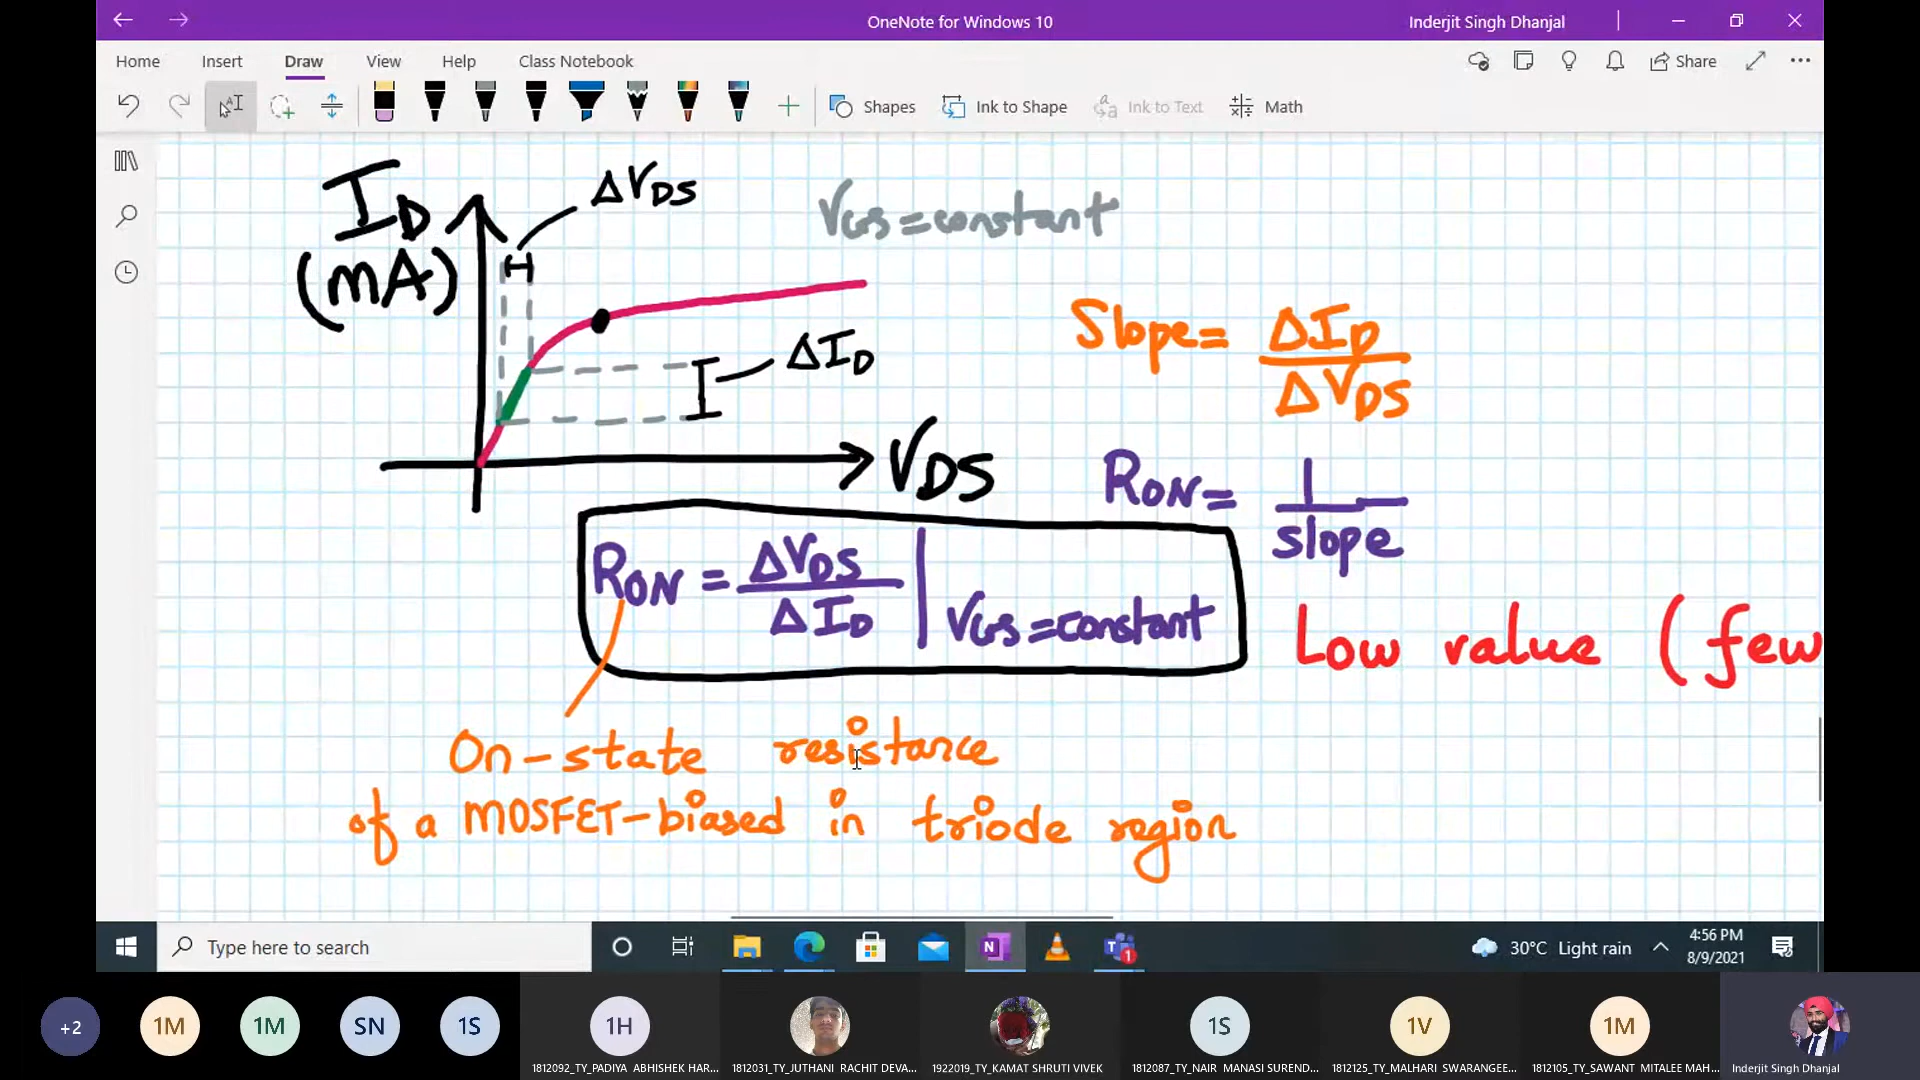 OneNote for Windows 10
Inderjit Singh Dhanjal
Home Insert Draw View Help Class Notebook Share
Shapes Ink to Shape Ink to Text Math
ID
(mA)
ΔVDS
VGS=constant
ΔID
VDS
Slope= ΔID
ΔVDS
RON= 1
slope
RON = ΔVDS
ΔID
VGS=constant
Low value (few
On-state resistance
of a MOSFET-biased in triode region
Type here to search
1
30°C Light rain
4:56 PM
8/9/2021
+2 1M 1M SN 1S 1H 1S 1V 1M
1812092_TY_PADIYA ABHISHEK HAR...
1812031_TY_JUTHANI RACHIT DEVA...
1922019_TY_KAMAT SHRUTI VIVEK
1812087_TY_NAIR MANASI SUREND...
1812125_TY_MALHARI SWARANGEE...
1812105_TY_SAWANT MITALEE MAH...
Inderjit Singh Dhanjal